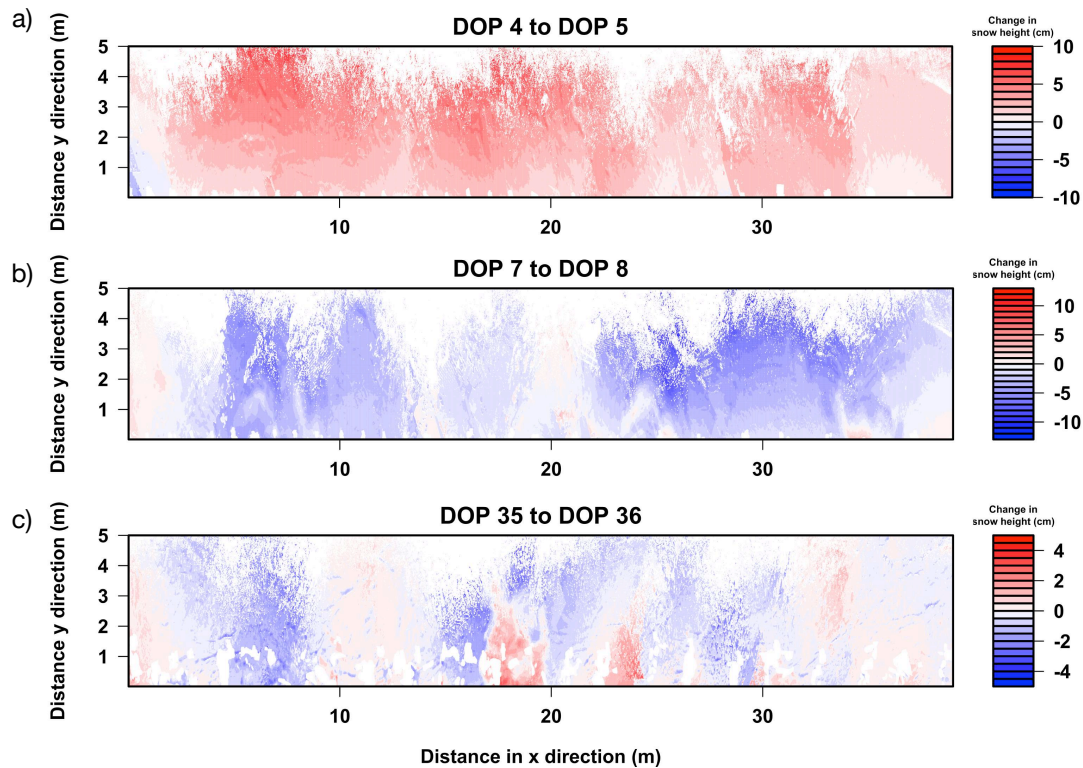 a)
DOP 4 to DOP 5
Change in
snow height (cm)
Distance y direction (m)
5
4
3
2
1
10
20
30
10
5
0
-5
-10
b)
DOP 7 to DOP 8
Change in
snow height (cm)
Distance y direction (m)
5
4
3
2
1
10
20
30
10
5
0
-5
-10
c)
DOP 35 to DOP 36
Change in
snow height (cm)
Distance y direction (m)
5
4
3
2
1
10
20
30
4
2
0
-2
-4
Distance in x direction (m)